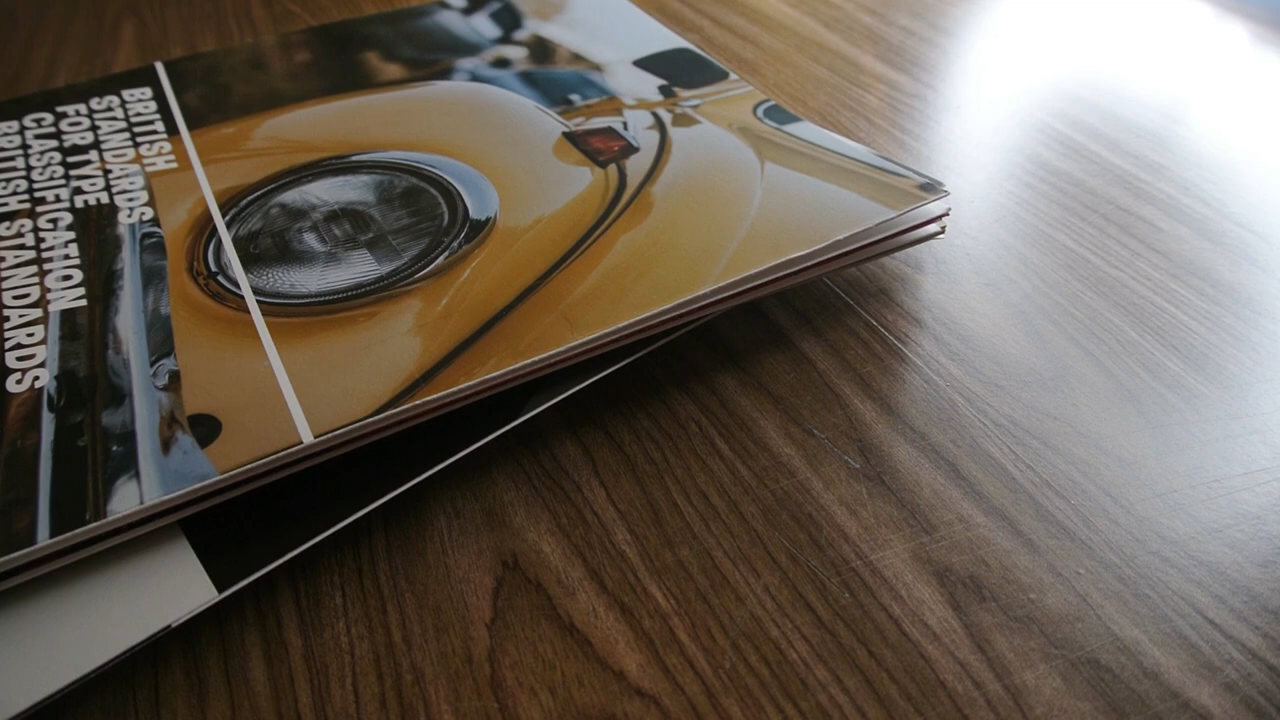 BRITISH
STANDARDS
FOR TYPE
CLASSIFICATION
BRITISH STANDARDS